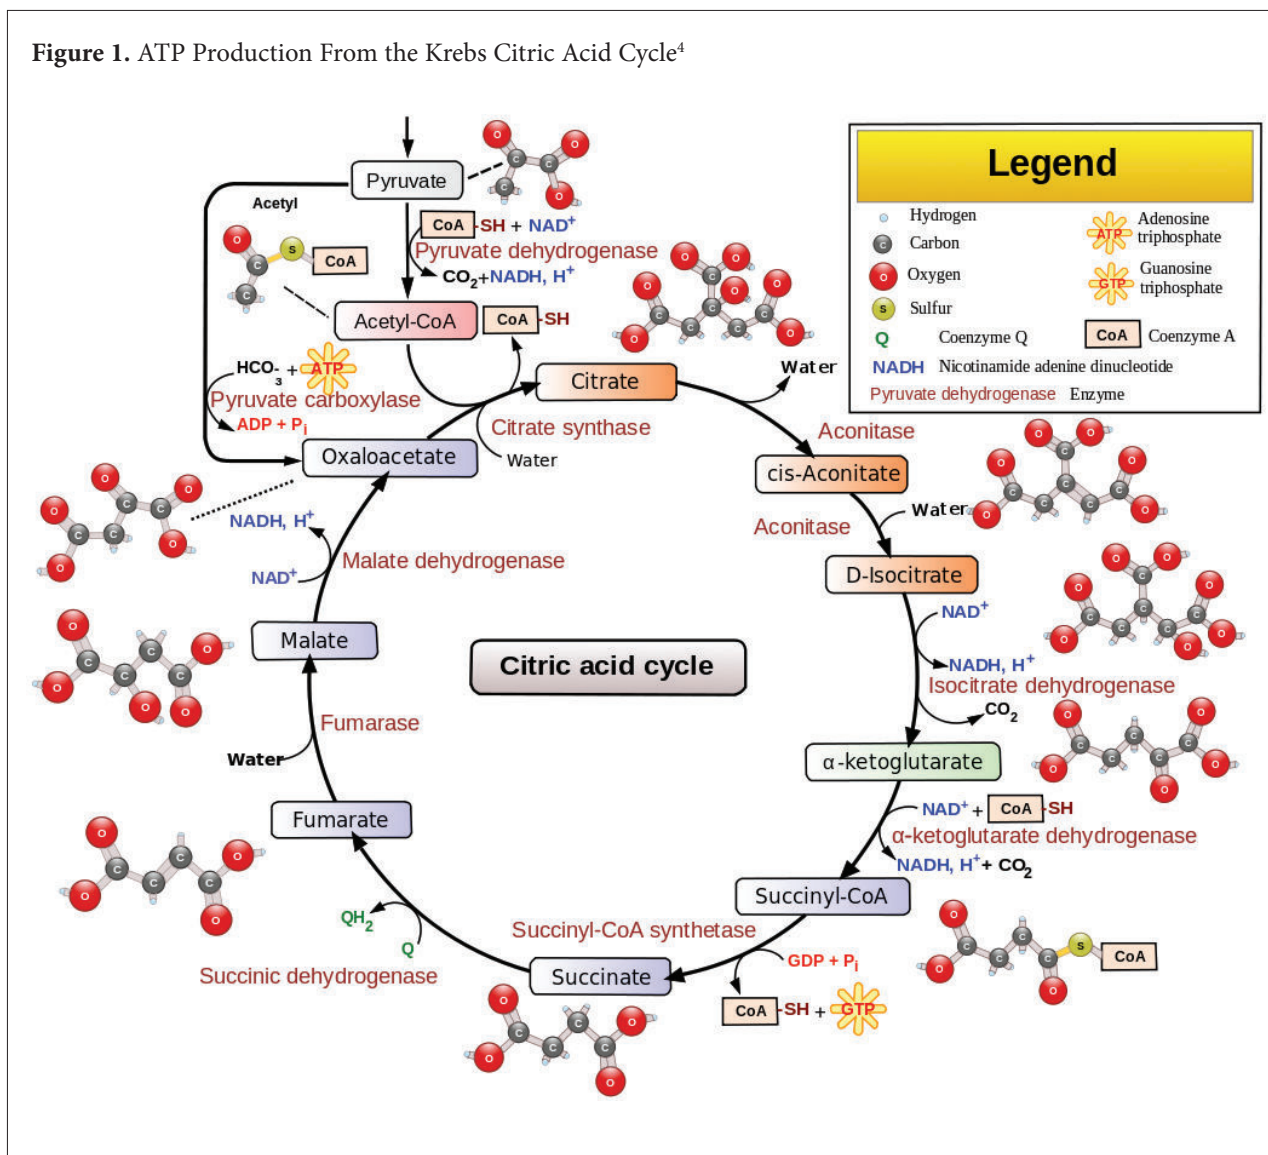 Figure 1. ATP Production From the Krebs Citric Acid Cycle4
Legend
Hydrogen
Carbon
Oxygen
Sulfur
Q Coenzyme Q
NADH Nicotinamide adenine dinucleotide
Pyruvate dehydrogenase Enzyme
ATP Adenosine triphosphate
GTP Guanosine triphosphate
CoA Coenzyme A
C
O
S
Pyruvate
Acetyl
CoA
CoA-SH + NAD+
Pyruvate dehydrogenase
CO2+NADH, H+
Acetyl-CoA
CoA-SH
HCO-3 + ATP
Pyruvate carboxylase
ADP + Pi
Oxaloacetate
Citrate synthase
Water
Citrate
Water
Aconitase
cis-Aconitate
Water
Aconitase
D-Isocitrate
NAD+
NADH, H+
Isocitrate dehydrogenase
CO2
α-ketoglutarate
NAD+ + CoA-SH
α-ketoglutarate dehydrogenase
NADH, H+ + CO2
Succinyl-CoA
CoA
Succinyl-CoA synthetase
GDP + Pi
CoA-SH + GTP
Succinate
Q
QH2
Succinic dehydrogenase
Fumarate
Water
Fumarase
Malate
NAD+
NADH, H+
Malate dehydrogenase
Citric acid cycle